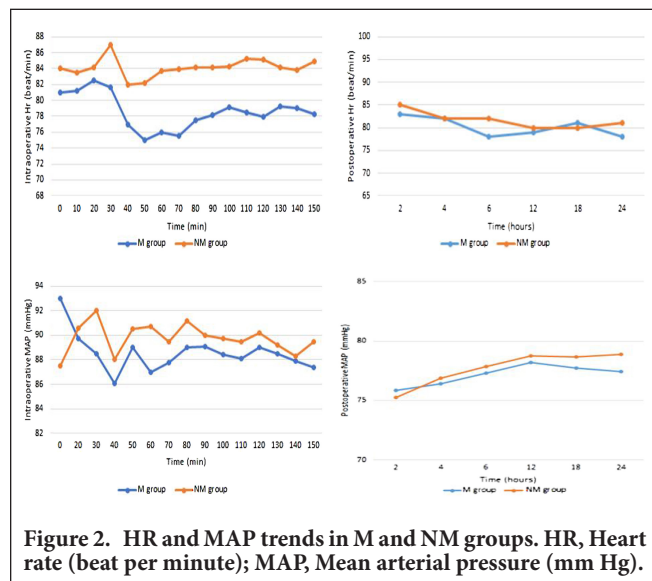 Intraoperative Hr (beat/min)
88
86
84
82
80
78
76
74
72
70
68
0 10 20 30 40 50 60 70 80 90 100 110 120 130 140 150
Time (min)
M group NM group
Postoperative Hr (beat/min)
100
95
90
85
80
75
70
65
2 4 6 12 18 24
Time (hours)
M group NM group
Intraoperative MAP (mmHg)
94
92
90
88
86
84
82
0 20 30 40 50 60 70 80 90 100 110 120 130 140 150
Time (min)
M group NM group
Postoperative MAP (mmHg)
85
80
75
70
2 4 6 12 18 24
Time (hours)
M group NM group
Figure 2. HR and MAP trends in M and NM groups. HR, Heart
rate (beat per minute); MAP, Mean arterial pressure (mm Hg).